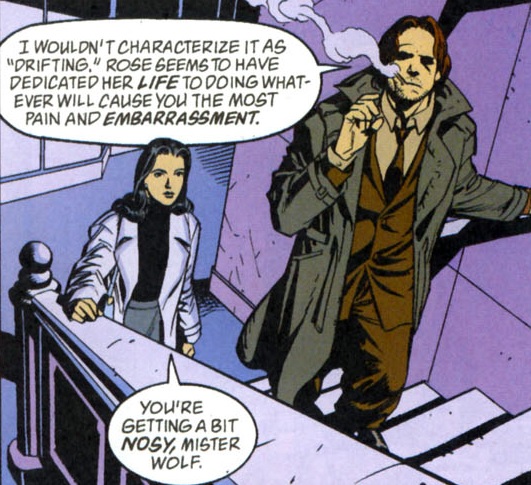 I WOULDN'T CHARACTERIZE IT AS
"DRIFTING." ROSE SEEMS TO HAVE
DEDICATED HER LIFE TO DOING WHAT-
EVER WILL CAUSE YOU THE MOST
PAIN AND EMBARRASSMENT.
YOU'RE
GETTING A BIT
NOSY, MISTER
WOLF.